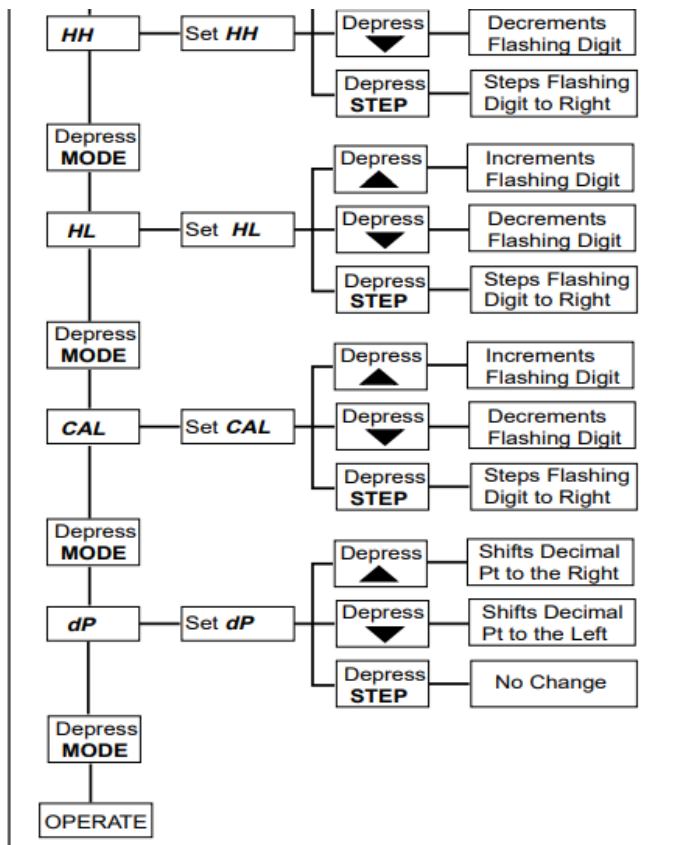 HH
Set HH
Depress
Decrements
Flashing Digit
Depress
STEP
Steps Flashing
Digit to Right
Depress
MODE
HL
Set HL
Depress
Increments
Flashing Digit
Depress
Decrements
Flashing Digit
Depress
STEP
Steps Flashing
Digit to Right
Depress
MODE
CAL
Set CAL
Depress
Increments
Flashing Digit
Depress
Decrements
Flashing Digit
Depress
STEP
Steps Flashing
Digit to Right
Depress
MODE
dP
Set dP
Depress
Shifts Decimal
Pt to the Right
Depress
Shifts Decimal
Pt to the Left
Depress
STEP
No Change
Depress
MODE
OPERATE